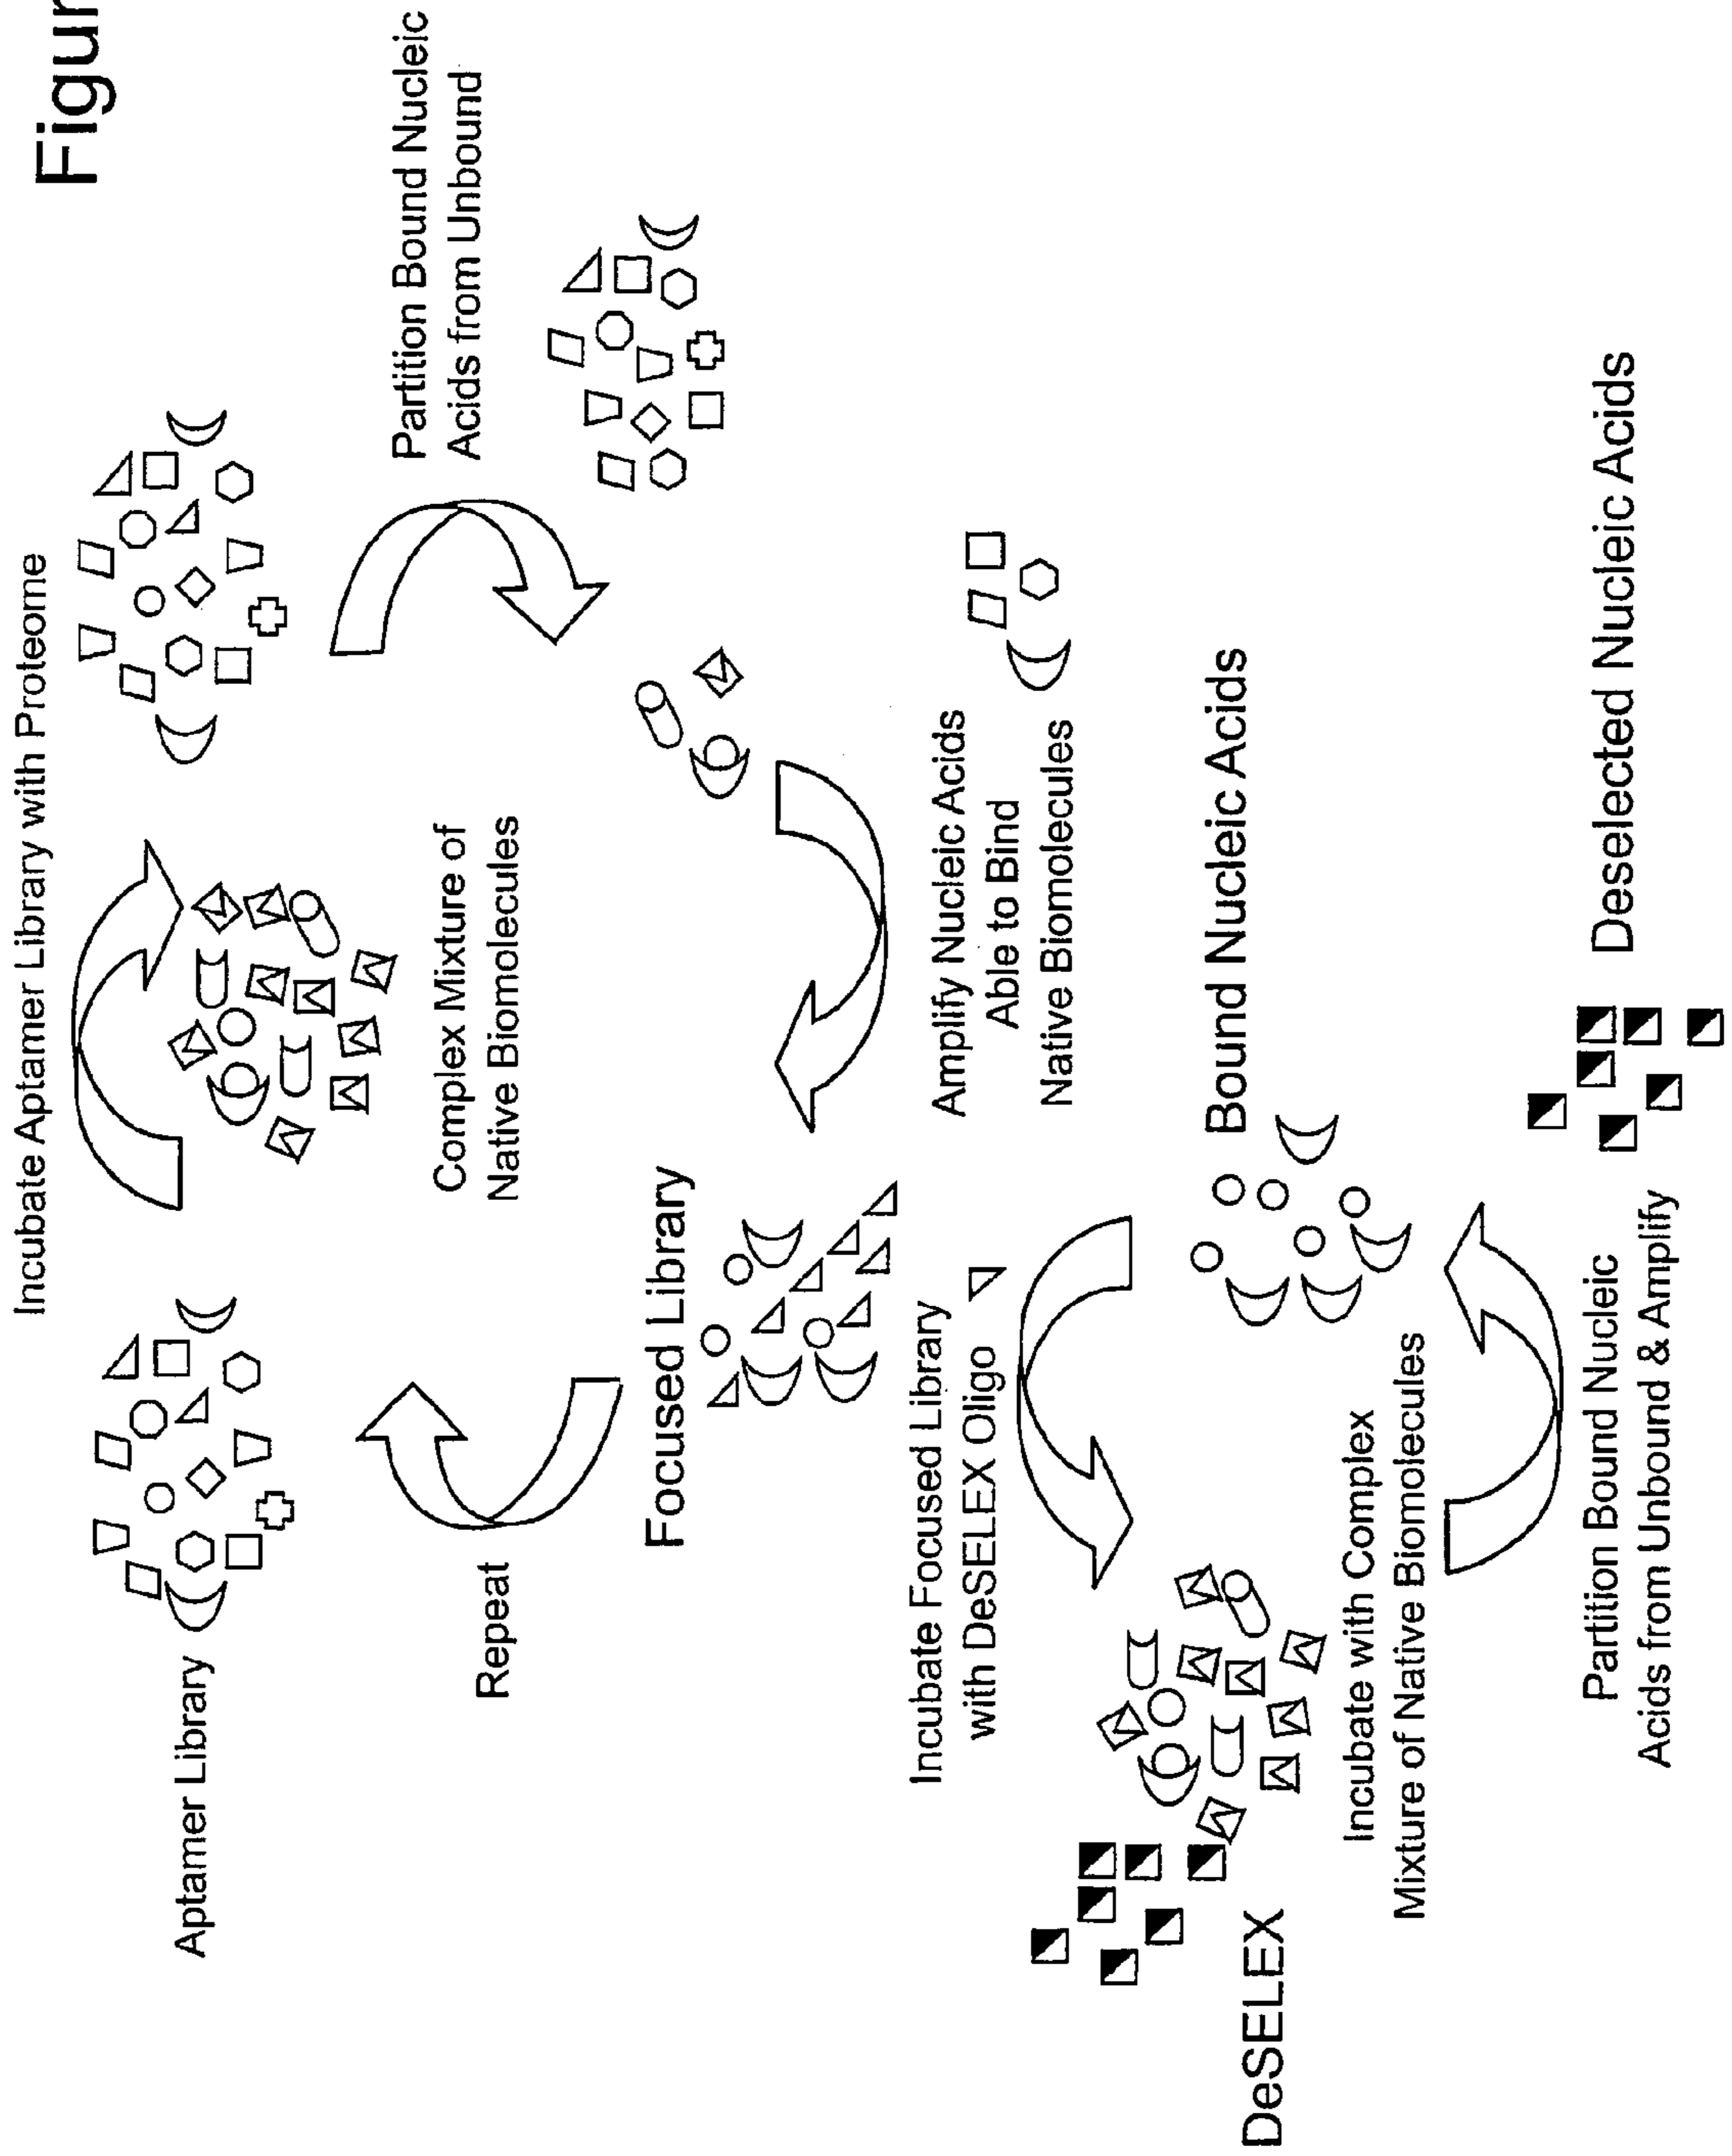 Figur
Incubate Aptamer Library with Proteome
Aptamer Library
Complex Mixture of
Native Biomolecules
Partition Bound Nucleic
Acids from Unbound
Repeat
Focused Library
Amplify Nucleic Acids
Able to Bind
Native Biomolecules
Incubate Focused Library
with DeSELEX Oligo
DeSELEX
Bound Nucleic Acids
Incubate with Complex
Mixture of Native Biomolecules
Partition Bound Nucleic
Acids from Unbound & Amplify
Deselected Nucleic Acids